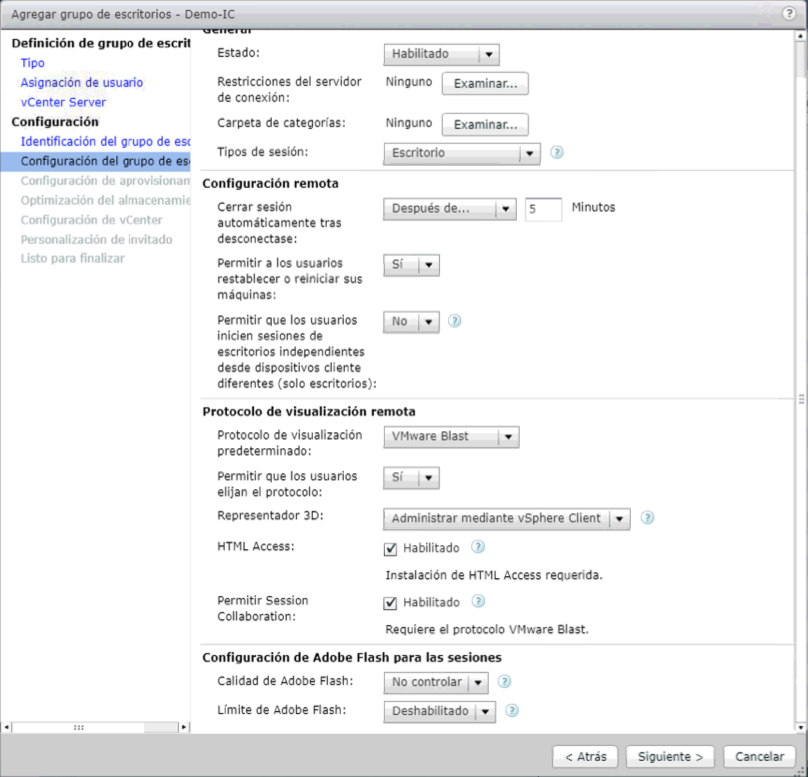 Agregar grupo de escritorios - Demo-IC
Definición de grupo de escrit
Tipo
Asignación de usuario
vCenter Server
Configuración
Identificación del grupo de esc
Configuración del grupo de es
Configuración de aprovisionam
Optimización del almacenamie
Configuración de vCenter
Personalización de invitado
Listo para finalizar
General
Estado: Habilitado
Restricciones del servidor
de conexión: Ninguno Examinar...
Carpeta de categorías: Ninguno Examinar...
Tipos de sesión: Escritorio
Configuración remota
Cerrar sesión
automáticamente tras
desconectase: Después de... 5 Minutos
Permitir a los usuarios
restablecer o reiniciar sus
máquinas: Sí
Permitir que los usuarios
inicien sesiones de
escritorios independientes
desde dispositivos cliente
diferentes (solo escritorios): No
Protocolo de visualización remota
Protocolo de visualización
predeterminado: VMware Blast
Permitir que los usuarios
elijan el protocolo: Sí
Representador 3D: Administrar mediante vSphere Client
HTML Access: Habilitado
Instalación de HTML Access requerida.
Permitir Session
Collaboration: Habilitado
Requiere el protocolo VMware Blast.
Configuración de Adobe Flash para las sesiones
Calidad de Adobe Flash: No controlar
Límite de Adobe Flash: Deshabilitado
< Atrás Siguiente > Cancelar